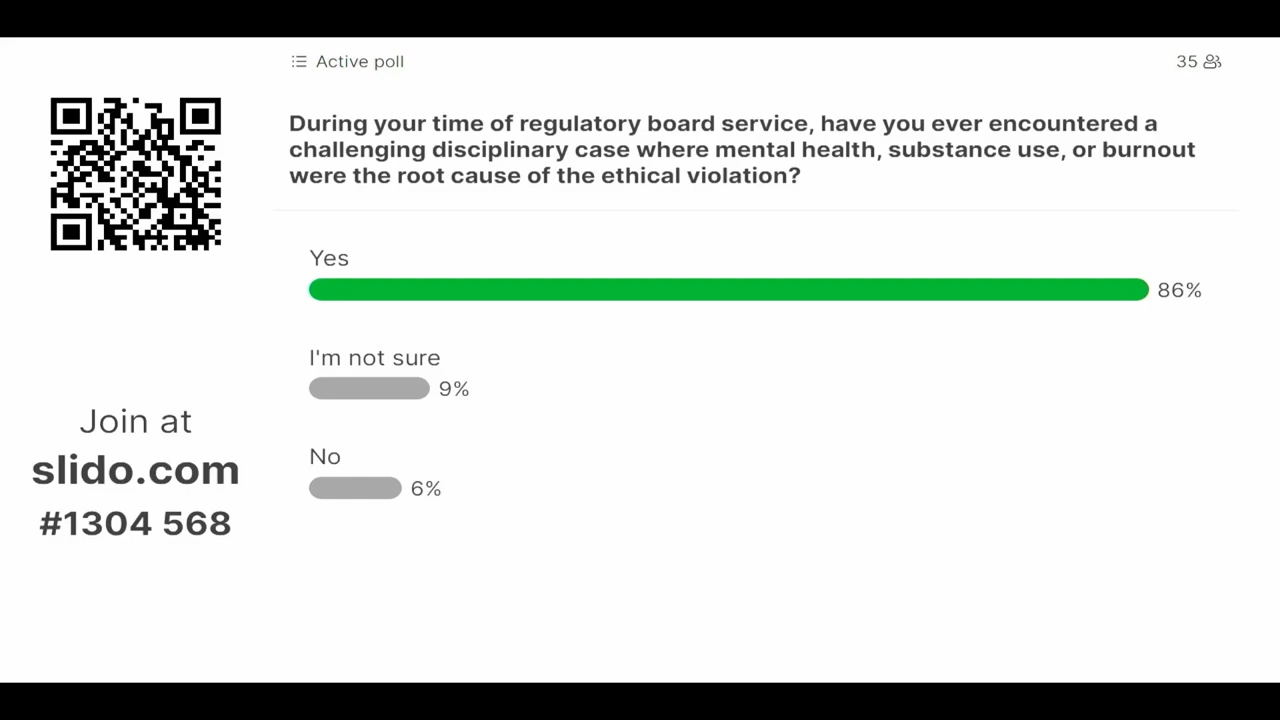 Active poll
35
During your time of regulatory board service, have you ever encountered a
challenging disciplinary case where mental health, substance use, or burnout
were the root cause of the ethical violation?
Yes
86%
I'm not sure
9%
No
6%
Join at
slido.com
#1304 568